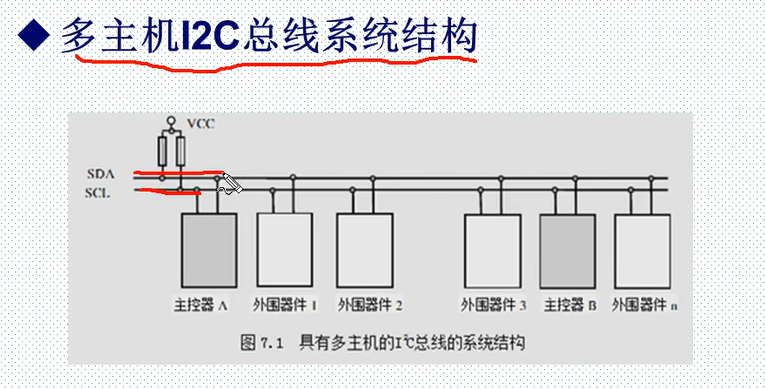 多主机I2C总线系统结构
VCC
SDA
SCL
主控器 A 外围器件 1 外围器件 2 外围器件 3 主控器 B 外围器件 n
图 7.1 具有多主机的I²C总线的系统结构